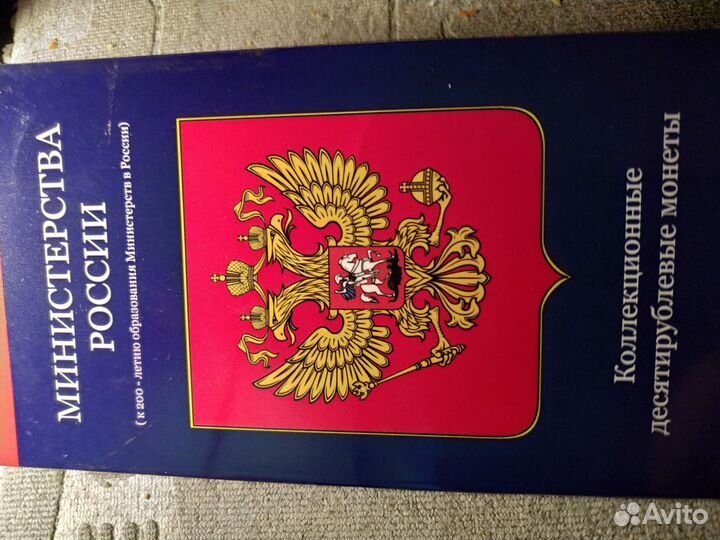 МИНИСТЕРСТВА
РОССИИ
( к 200 - летию образования Министерств в России)
Коллекционные
десятирублевые монеты
Avito